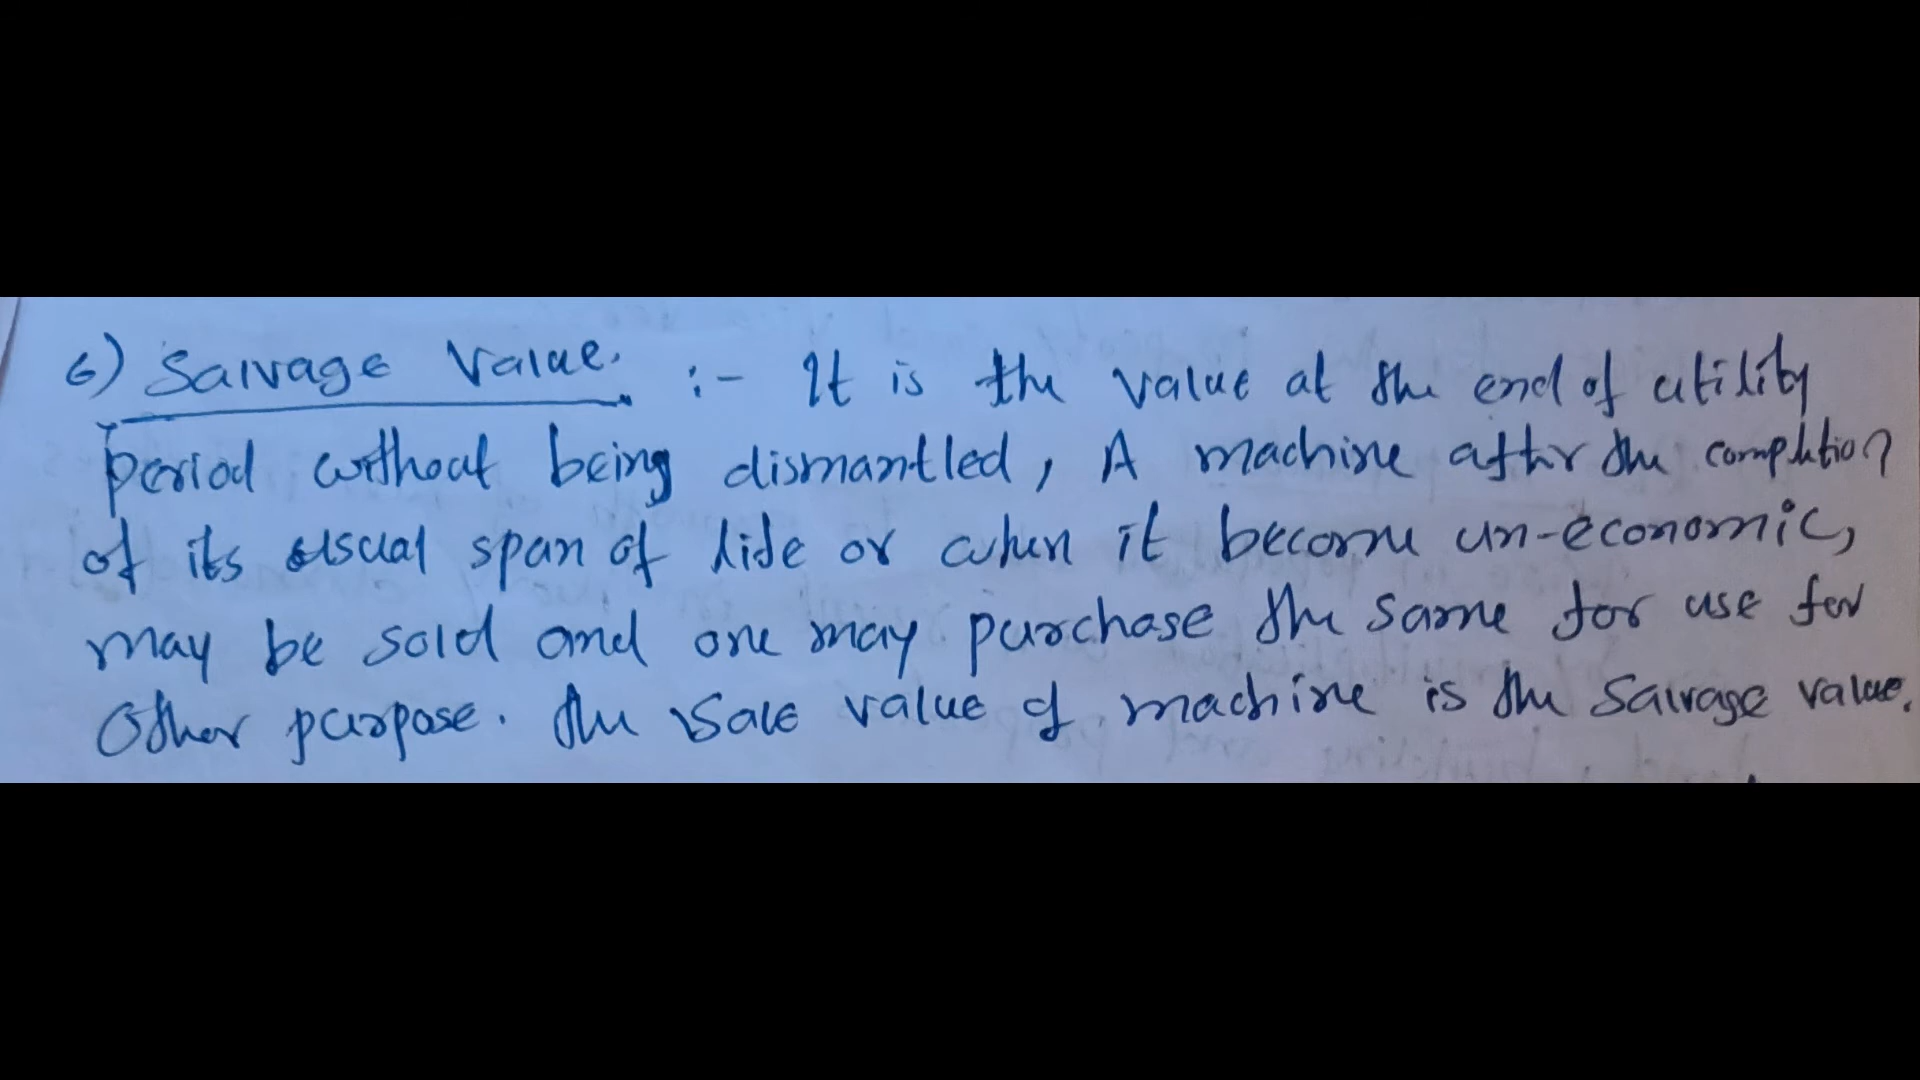 6) Salvage Value. :- It is the value at the end of utility
period without being dismantled, A machine after the completion
of its usual span of life or when it become un-economic,
may be sold and one may purchase the same for use for
Other purpose. the Sale value of machine is the Salvage value.